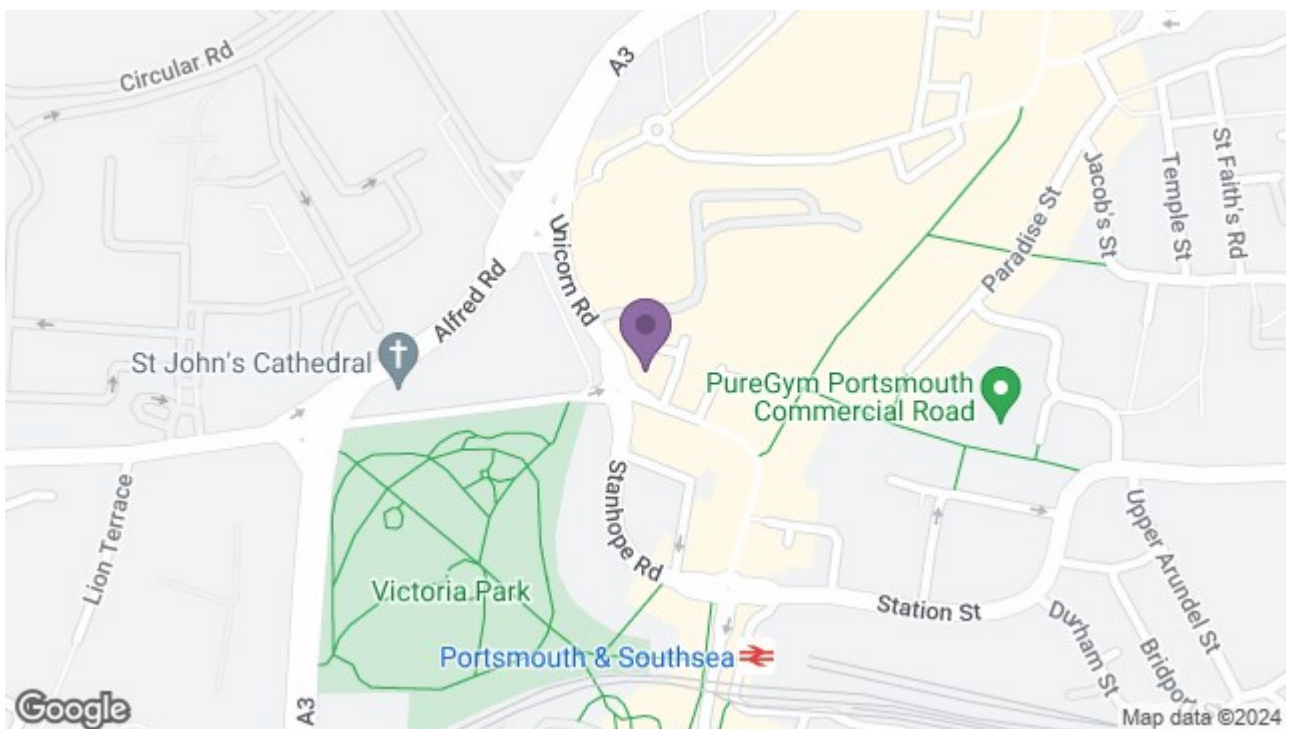 Circular Rd
A3
Unicorn Rd
Alfred Rd
St John's Cathedral
Paradise St
Jacob's St
Temple St
St Faith's Rd
PureGym Portsmouth
Commercial Road
Lion Terrace
Stanhope Rd
Victoria Park
Station St
Upper Arundel St
Durham St
Portsmouth & Southsea
A3
Google
Map data ©2024